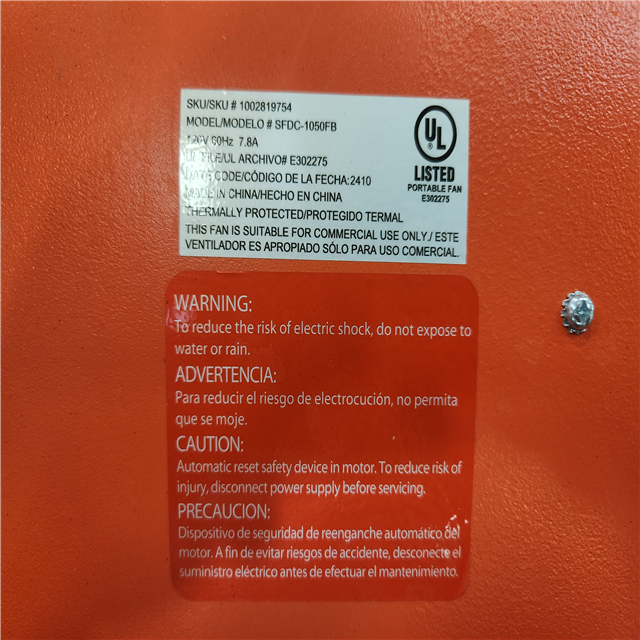 SKU/SKU # 1002819754
MODEL/MODELO # SFDC-1050FB
120V 60Hz 7.8A
UL FILE/UL ARCHIVO# E302275
DATE CODE/CÓDIGO DE LA FECHA:2410
MADE IN CHINA/HECHO EN CHINA
THERMALLY PROTECTED/PROTEGIDO TERMAL
THIS FAN IS SUITABLE FOR COMMERCIAL USE ONLY./ ESTE
VENTILADOR ES APROPIADO SÓLO PARA USO COMERCIAL.
UL
®
LISTED
PORTABLE FAN
E302275
WARNING:
To reduce the risk of electric shock, do not expose to
water or rain.
ADVERTENCIA:
Para reducir el riesgo de electrocución, no permita
que se moje.
CAUTION:
Automatic reset safety device in motor. To reduce risk of
injury, disconnect power supply before servicing.
PRECAUCION:
Dispositivo de seguridad de reenganche automático del
motor. A fin de evitar riesgos de accidente, desconecte el
suministro eléctrico antes de efectuar el mantenimiento.